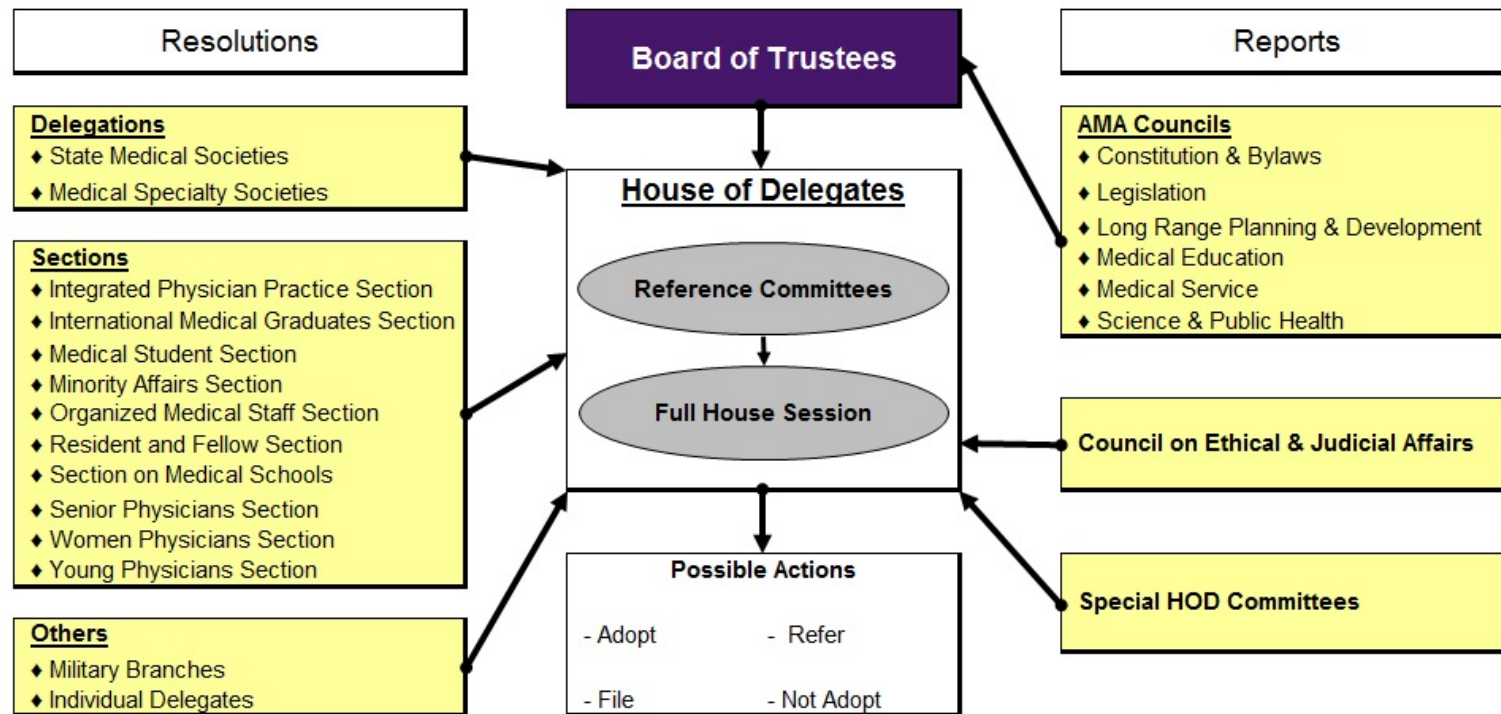 Resolutions
Delegations
♦ State Medical Societies
♦ Medical Specialty Societies
Sections
♦ Integrated Physician Practice Section
♦ International Medical Graduates Section
♦ Medical Student Section
♦ Minority Affairs Section
♦ Organized Medical Staff Section
♦ Resident and Fellow Section
♦ Section on Medical Schools
♦ Senior Physicians Section
♦ Women Physicians Section
♦ Young Physicians Section
Others
♦ Military Branches
♦ Individual Delegates
Board of Trustees
House of Delegates
Reference Committees
Full House Session
Possible Actions
- Adopt - Refer
- File - Not Adopt
Reports
AMA Councils
♦ Constitution & Bylaws
♦ Legislation
♦ Long Range Planning & Development
♦ Medical Education
♦ Medical Service
♦ Science & Public Health
Council on Ethical & Judicial Affairs
Special HOD Committees